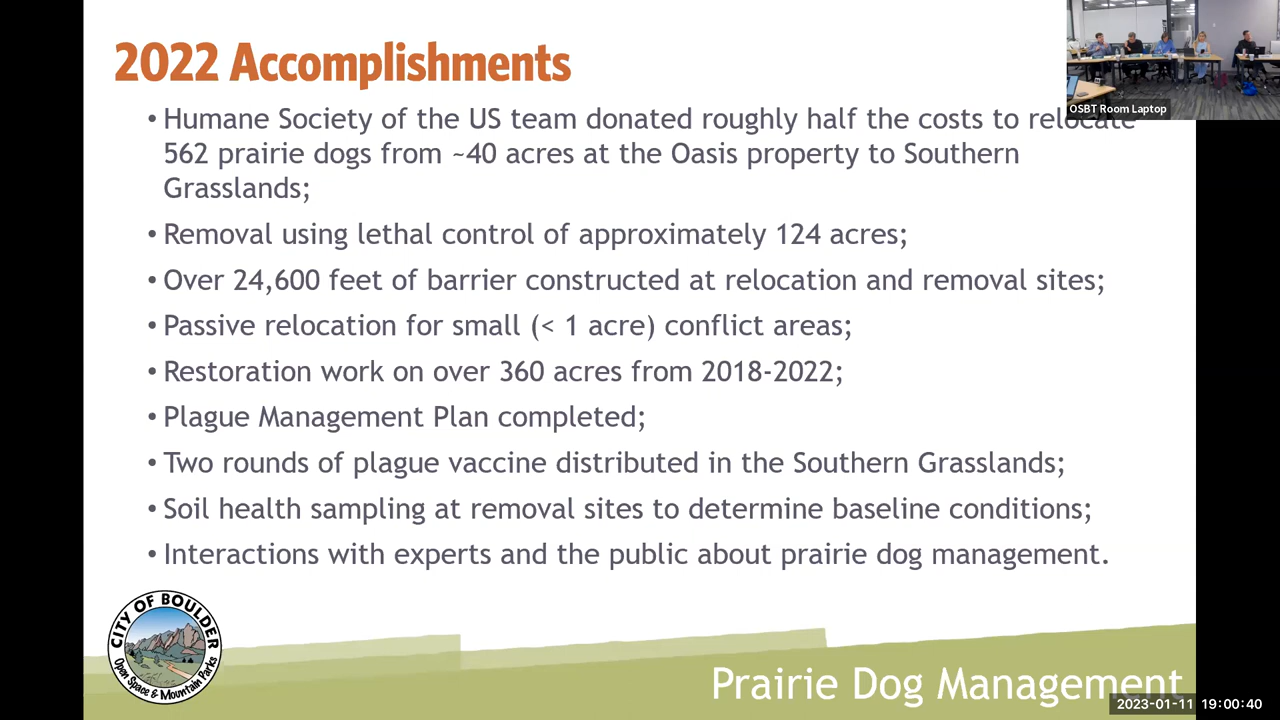 2022 Accomplishments
OSBT Room Laptop
• Humane Society of the US team donated roughly half the costs to relocate
562 prairie dogs from ~40 acres at the Oasis property to Southern
Grasslands;
• Removal using lethal control of approximately 124 acres;
• Over 24,600 feet of barrier constructed at relocation and removal sites;
• Passive relocation for small (< 1 acre) conflict areas;
• Restoration work on over 360 acres from 2018-2022;
• Plague Management Plan completed;
• Two rounds of plague vaccine distributed in the Southern Grasslands;
• Soil health sampling at removal sites to determine baseline conditions;
• Interactions with experts and the public about prairie dog management.
CITY OF BOULDER
Open Space & Mountain Parks
Prairie Dog Management
2023-01-11 19:00:40